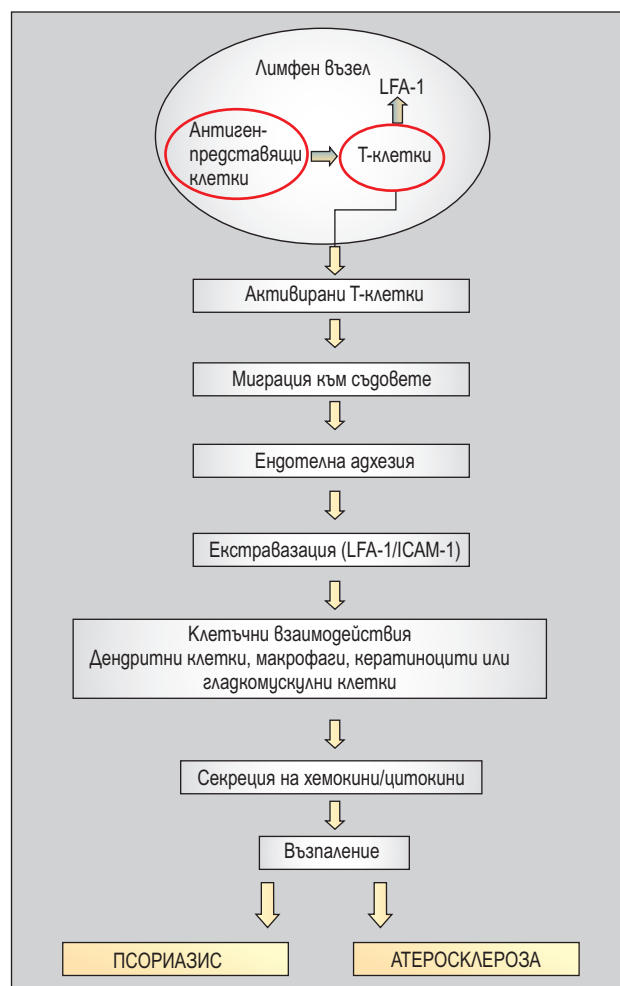 Лимфен възел
LFA-1
Антиген-
представящи
клетки
Т-клетки
Активирани Т-клетки
Миграция към съдовете
Ендотелна адхезия
Екстравазация (LFA-1/ICAM-1)
Клетъчни взаимодействия
Дендритни клетки, макрофаги, кератиноцити или
гладкомускулни клетки
Секреция на хемокини/цитокини
Възпаление
ПСОРИАЗИС
АТЕРОСКЛЕРОЗА